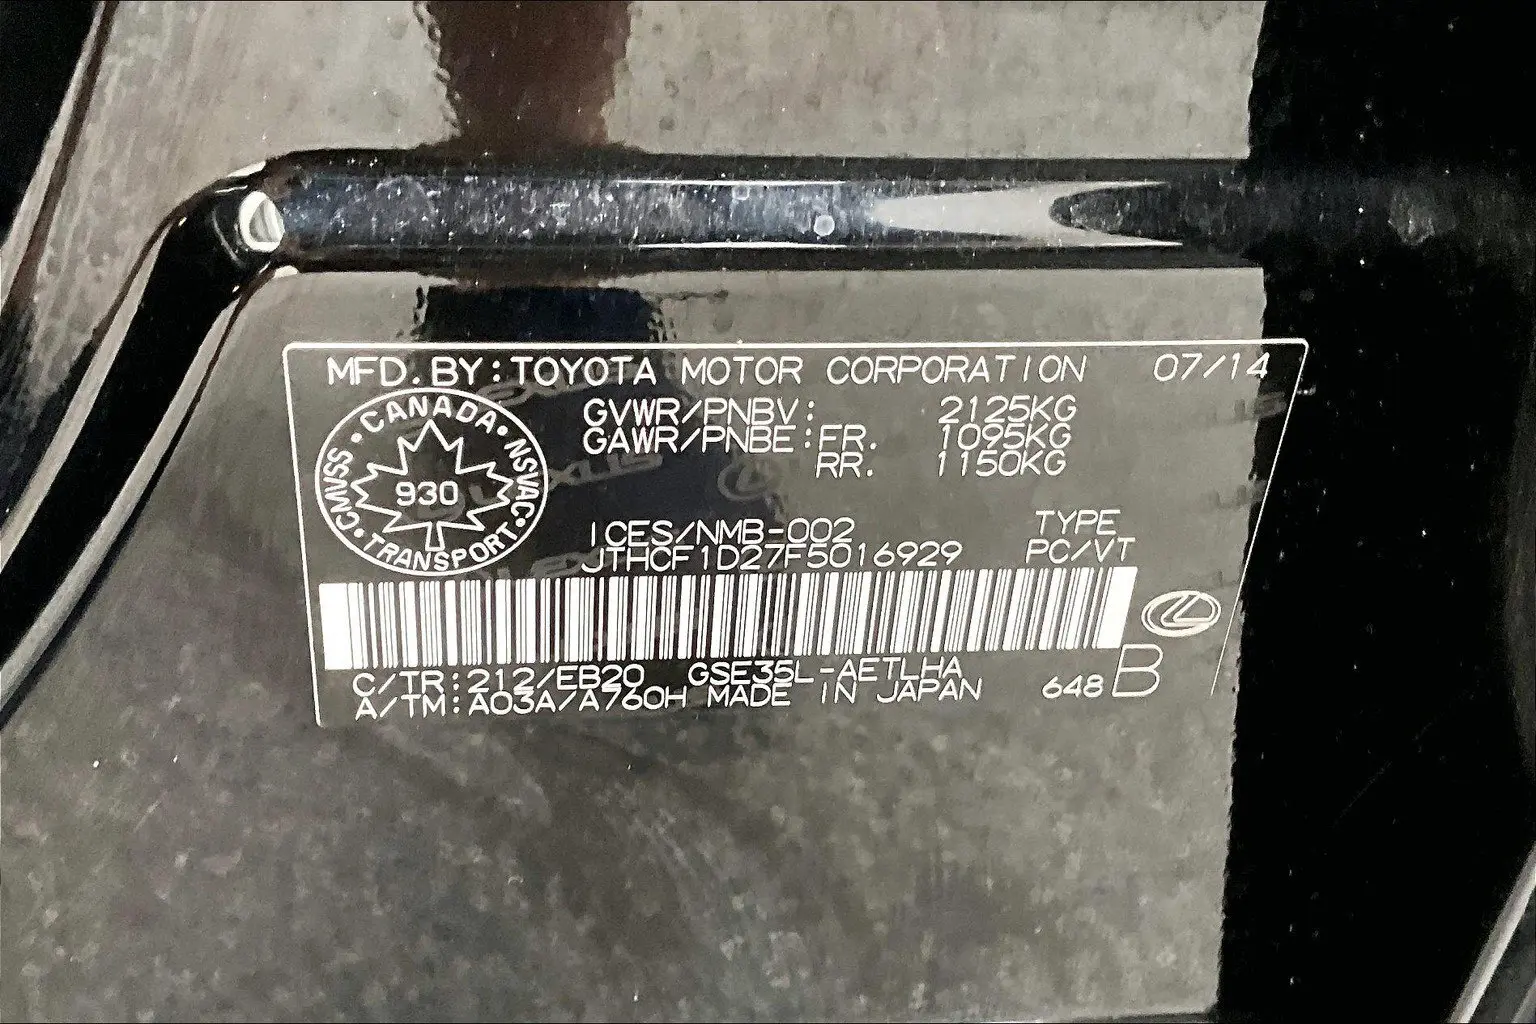 MFD. BY: TOYOTA MOTOR CORPORATION 07/14
GVWR/PNBV: 2125KG
GAWR/PNBE: FR. 1095KG
RR. 1150KG
CANADA
NSVAC
TRANSPORT
CMVSS
930
ICES/NMB-002 TYPE
JTHCF1D27F5016929 PC/VT
C/TR: 212/EB20 GSE35L-AETLHA
A/TM: A03A/A760H MADE IN JAPAN 648 B
LEXUS